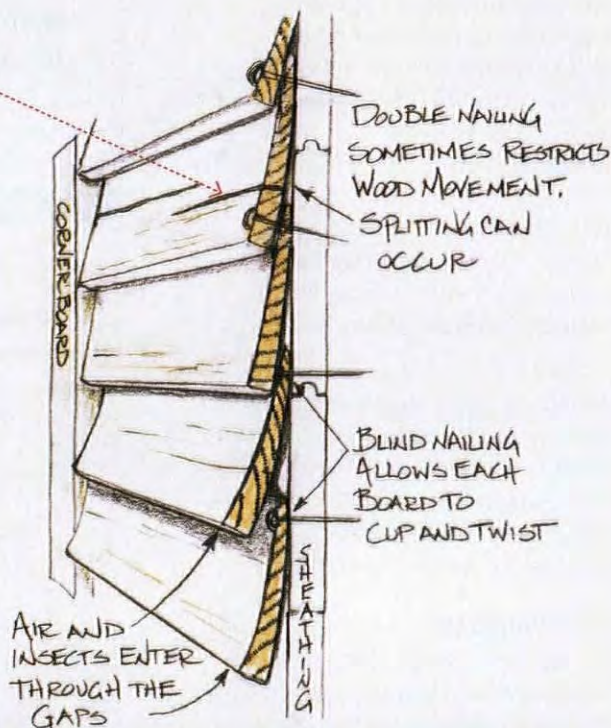 DOUBLE NAILING
SOMETIMES RESTRICTS
WOOD MOVEMENT.
SPLITTING CAN
OCCUR
CORNER BOARD
BLIND NAILING
ALLOWS EACH
BOARD TO
CUP AND TWIST
SHEATHING
AIR AND
INSECTS ENTER
THROUGH THE
GAPS